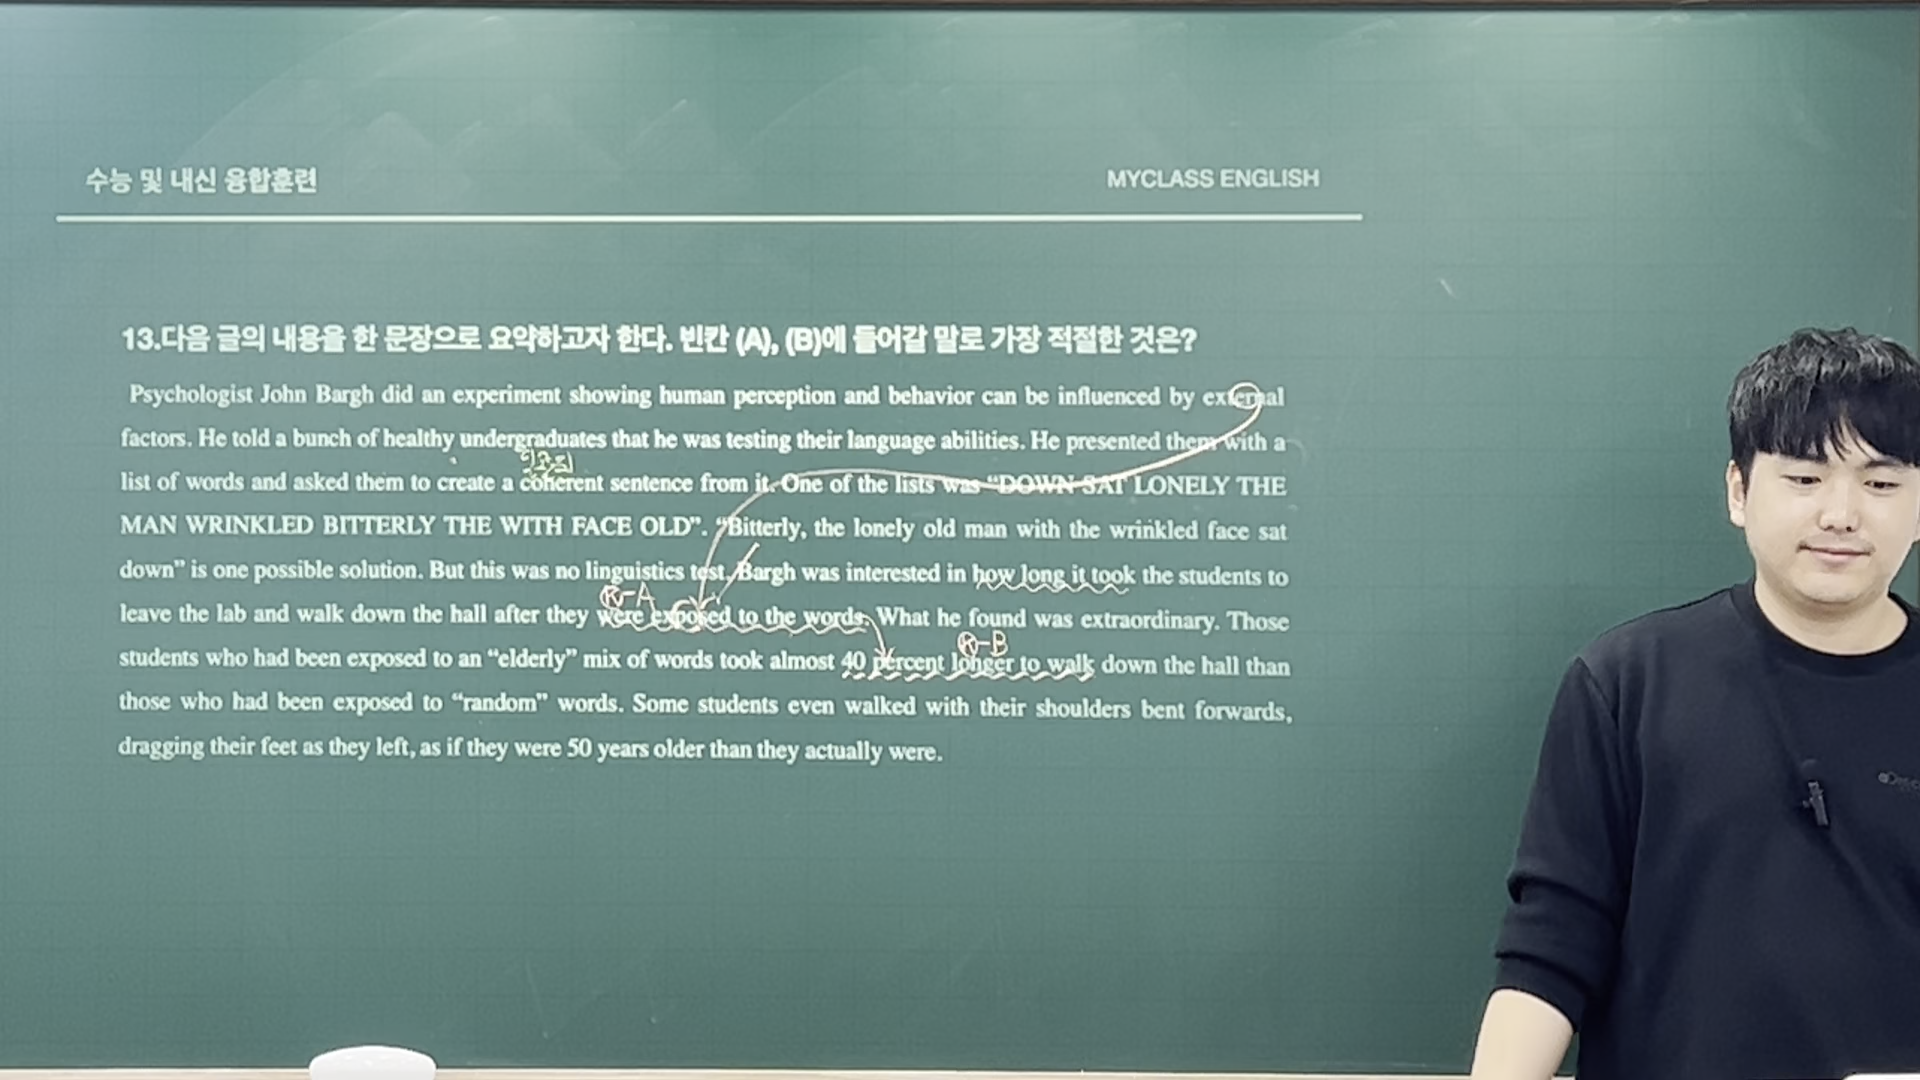 수능 및 내신 융합훈련
MYCLASS ENGLISH
13.다음 글의 내용을 한 문장으로 요약하고자 한다. 빈칸 (A), (B)에 들어갈 말로 가장 적절한 것은?
Psychologist John Bargh did an experiment showing human perception and behavior can be influenced by external
factors. He told a bunch of healthy undergraduates that he was testing their language abilities. He presented them with a
list of words and asked them to create a coherent sentence from it. One of the lists was “DOWN SAT LONELY THE
MAN WRINKLED BITTERLY THE WITH FACE OLD”. “Bitterly, the lonely old man with the wrinkled face sat
down” is one possible solution. But this was no linguistics test. Bargh was interested in how long it took the students to
Ⓚ-A
leave the lab and walk down the hall after they were exposed to the words. What he found was extraordinary. Those
Ⓚ-B
students who had been exposed to an “elderly” mix of words took almost 40 percent longer to walk down the hall than
those who had been exposed to “random” words. Some students even walked with their shoulders bent forwards,
dragging their feet as they left, as if they were 50 years older than they actually were.